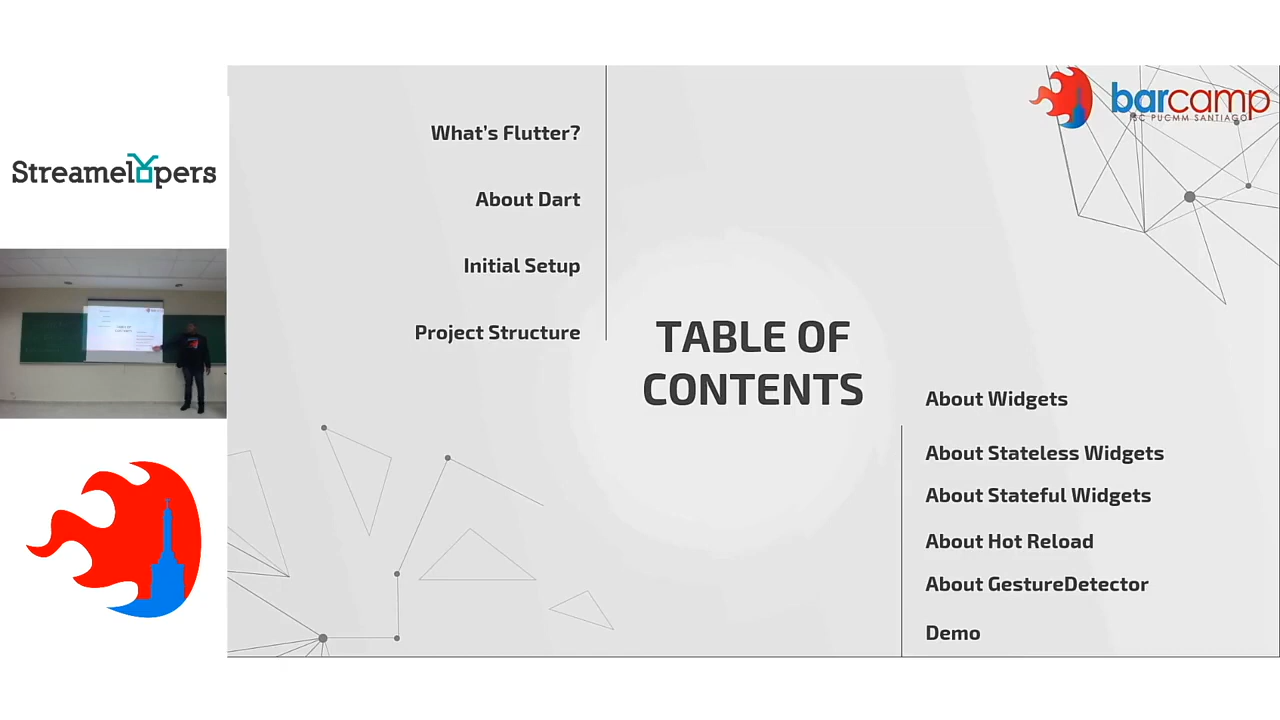 Streamelopers
barcamp
ISC PUCMM SANTIAGO
What's Flutter?
About Dart
Initial Setup
Project Structure
TABLE OF
CONTENTS
About Widgets
About Stateless Widgets
About Stateful Widgets
About Hot Reload
About GestureDetector
Demo